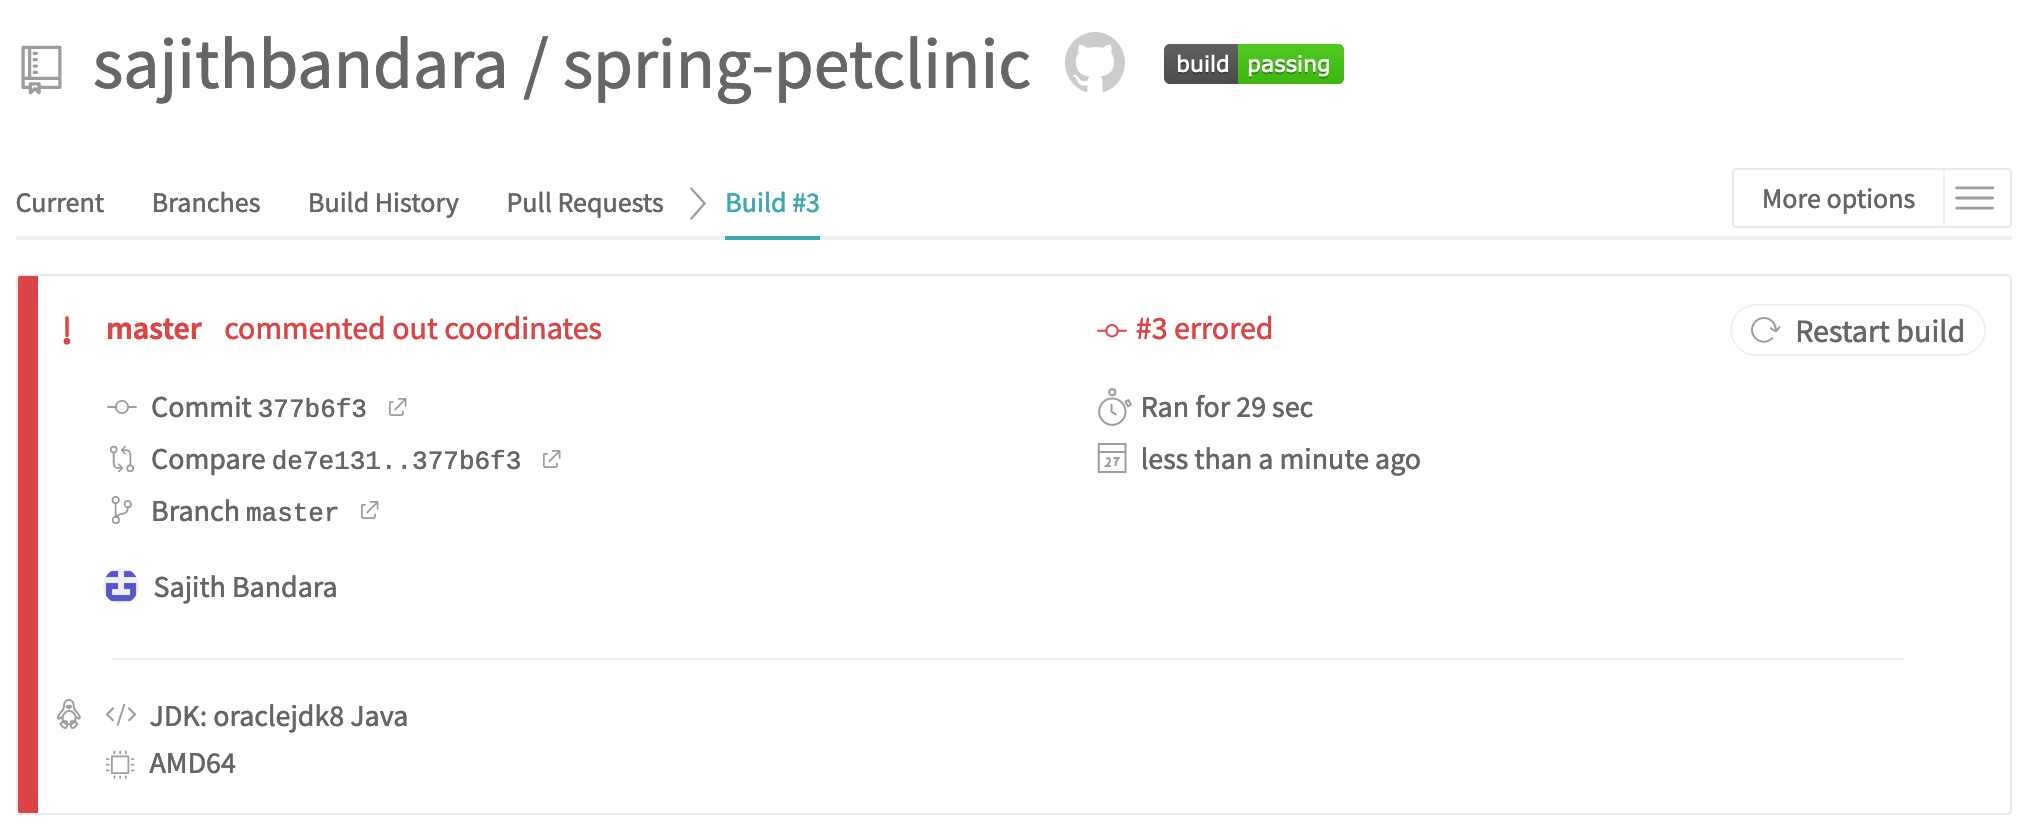 sajithbandara / spring-petclinic build passing
Current Branches Build History Pull Requests Build #3 More options
! master commented out coordinates #3 errored Restart build
Commit 377b6f3 Ran for 29 sec
Compare de7e131..377b6f3 27 less than a minute ago
Branch master
Sajith Bandara
</> JDK: oraclejdk8 Java
AMD64